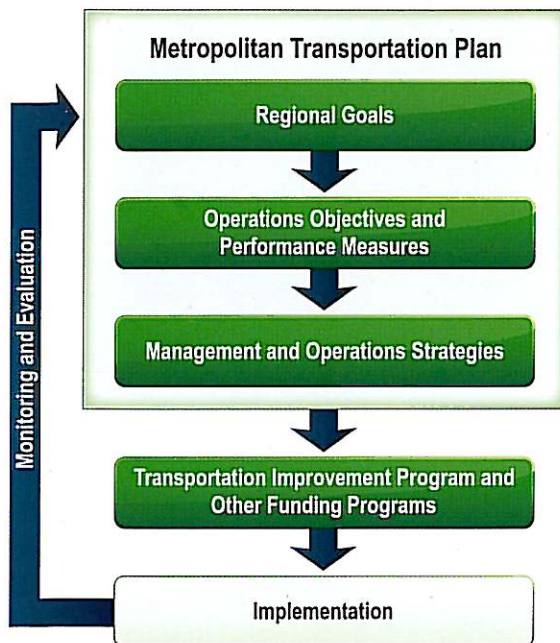 Metropolitan Transportation Plan
Regional Goals
Operations Objectives and
Performance Measures
Management and Operations Strategies
Monitoring and Evaluation
Transportation Improvement Program and
Other Funding Programs
Implementation